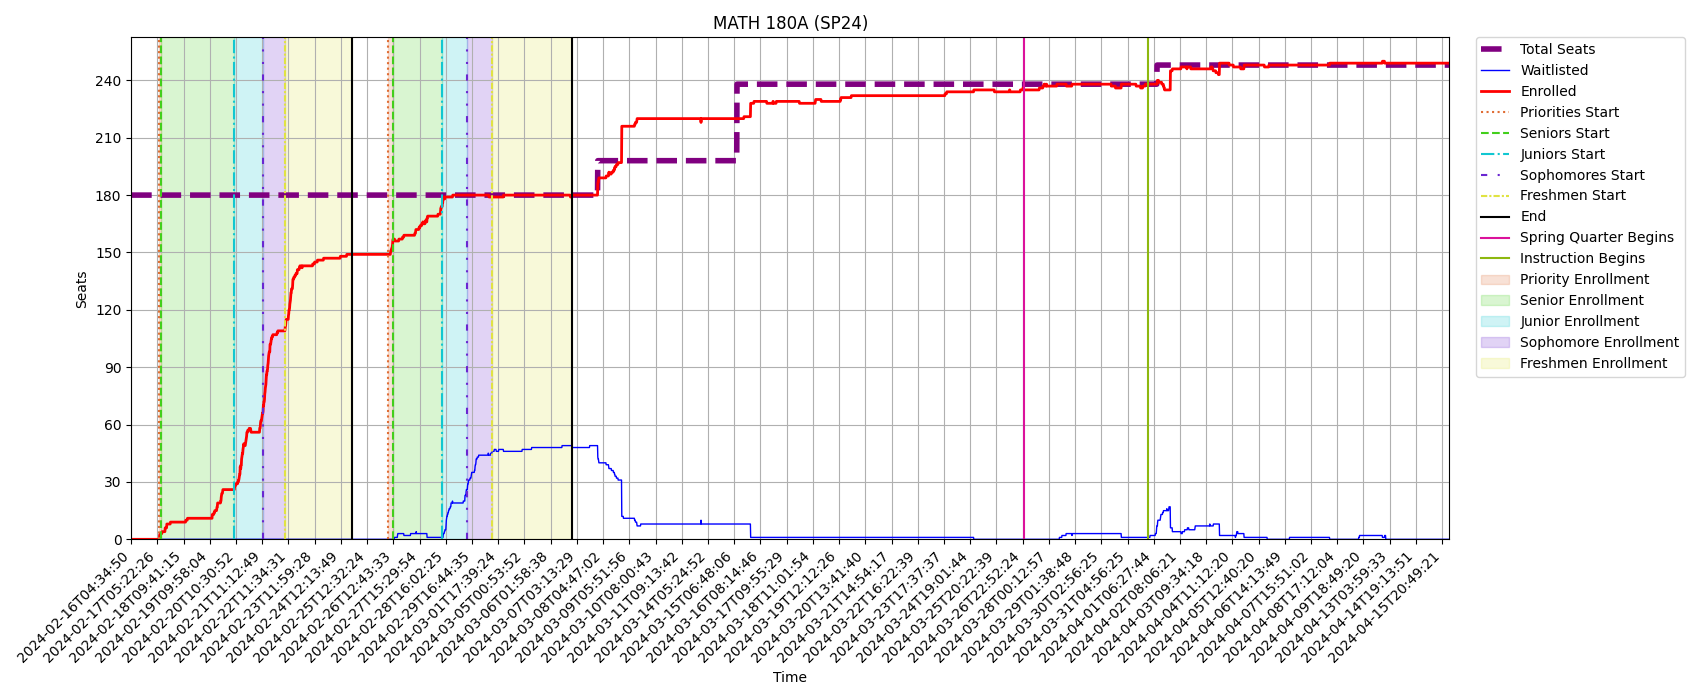 MATH 180A (SP24)
Seats
240
210
180
150
120
90
60
30
0
2024-02-16T04:34:50
2024-02-17T05:22:26
2024-02-18T09:41:15
2024-02-19T09:58:04
2024-02-20T10:30:52
2024-02-21T11:12:49
2024-02-22T11:34:31
2024-02-23T11:59:28
2024-02-24T12:13:49
2024-02-25T12:32:24
2024-02-26T12:43:33
2024-02-27T15:29:54
2024-02-28T16:02:25
2024-02-29T16:44:35
2024-03-01T17:39:24
2024-03-05T00:53:52
2024-03-06T01:58:38
2024-03-07T03:13:29
2024-03-08T04:47:02
2024-03-09T05:51:56
2024-03-10T08:00:43
2024-03-11T09:13:42
2024-03-14T05:24:52
2024-03-15T06:48:06
2024-03-16T08:14:46
2024-03-17T09:55:29
2024-03-18T11:01:54
2024-03-19T12:12:26
2024-03-20T13:41:40
2024-03-21T14:54:17
2024-03-22T16:22:39
2024-03-23T17:37:37
2024-03-24T19:01:44
2024-03-25T20:22:39
2024-03-26T22:52:24
2024-03-28T00:12:57
2024-03-29T01:38:48
2024-03-30T02:56:25
2024-03-31T04:56:25
2024-04-01T06:27:44
2024-04-02T08:06:21
2024-04-03T09:34:18
2024-04-04T11:12:20
2024-04-05T12:40:20
2024-04-06T14:13:49
2024-04-07T15:51:02
2024-04-08T17:12:04
2024-04-09T18:49:20
2024-04-13T03:59:33
2024-04-14T19:13:51
2024-04-15T20:49:21
Time
Total Seats
Waitlisted
Enrolled
Priorities Start
Seniors Start
Juniors Start
Sophomores Start
Freshmen Start
End
Spring Quarter Begins
Instruction Begins
Priority Enrollment
Senior Enrollment
Junior Enrollment
Sophomore Enrollment
Freshmen Enrollment